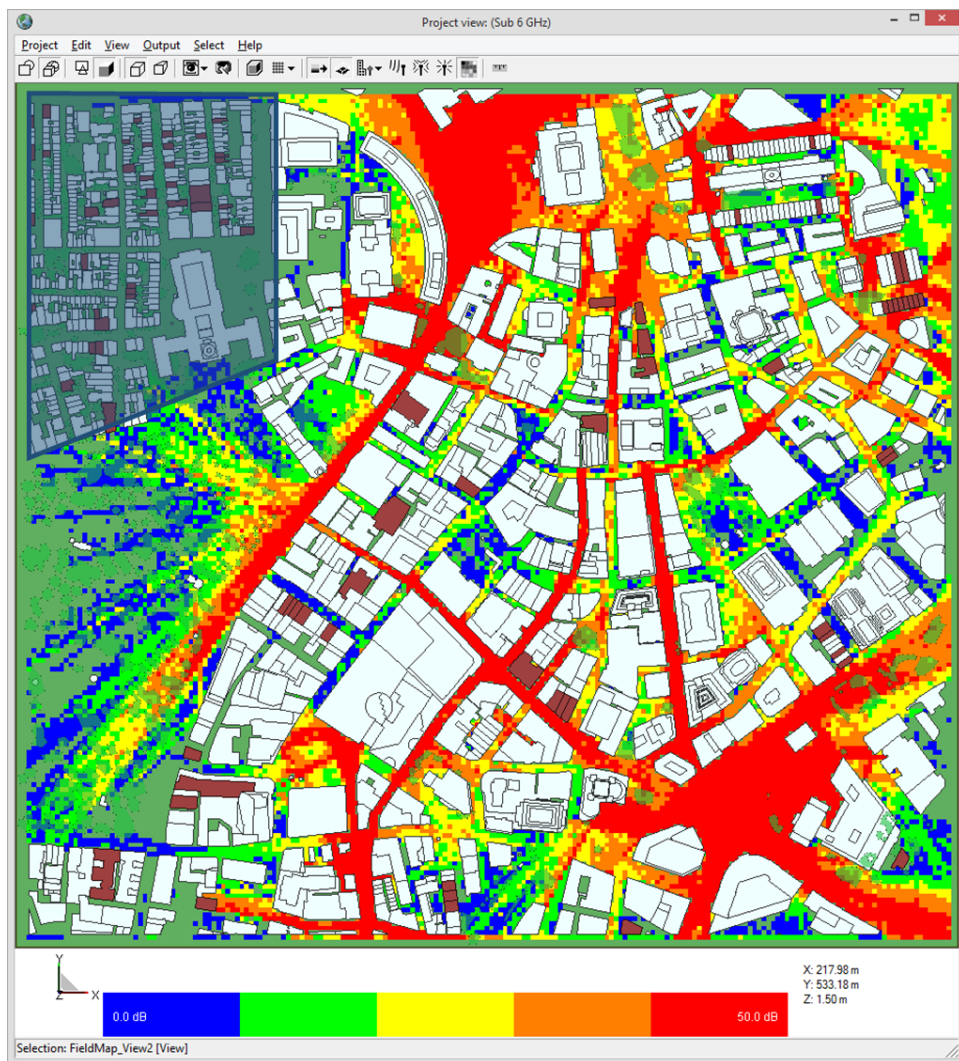 Project view: (Sub 6 GHz)
Project Edit View Output Select Help
Y
Z X
0.0 dB 50.0 dB
X: 217.98 m
Y: 533.18 m
Z: 1.50 m
Selection: FieldMap_View2 [View]